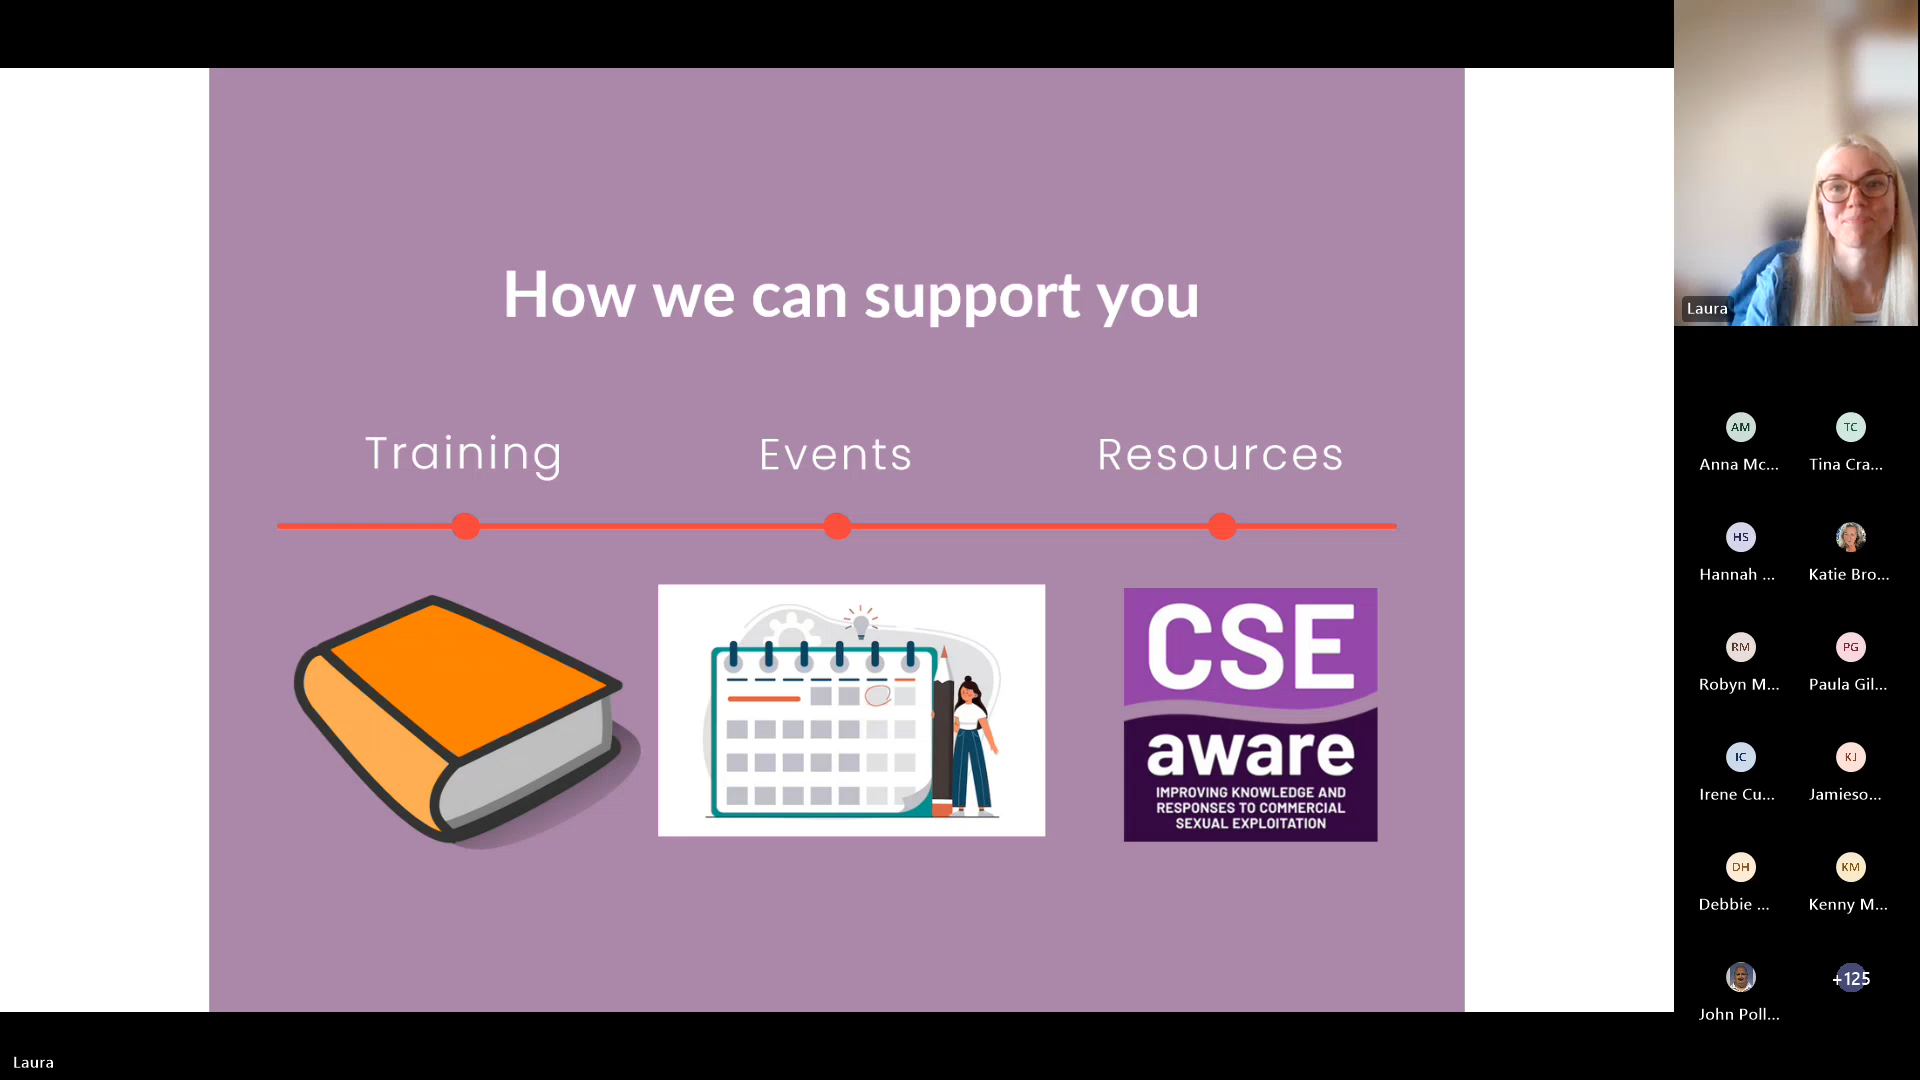 How we can support you
Training
Events
Resources
CSE
aware
IMPROVING KNOWLEDGE AND
RESPONSES TO COMMERCIAL
SEXUAL EXPLOITATION
Laura
AM
TC
Anna Mc...
Tina Cra...
HS
Hannah ...
Katie Bro...
RM
PG
Robyn M...
Paula Gil...
IC
KJ
Irene Cu...
Jamieso...
DH
KM
Debbie ...
Kenny M...
+125
John Poll...
Laura